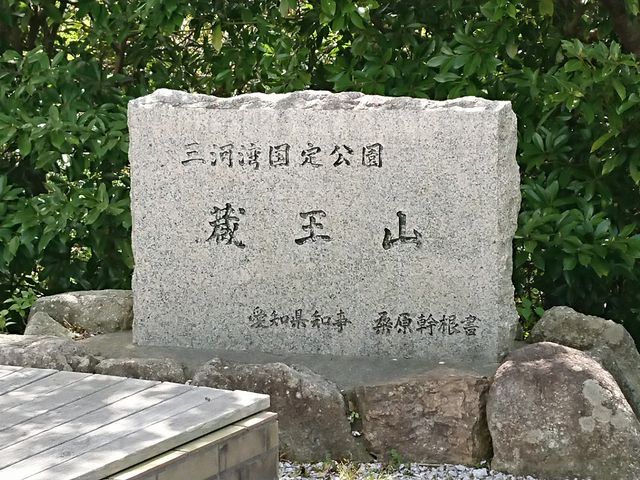 三河湾国定公園
蔵王山
愛知県知事 桑原幹根書